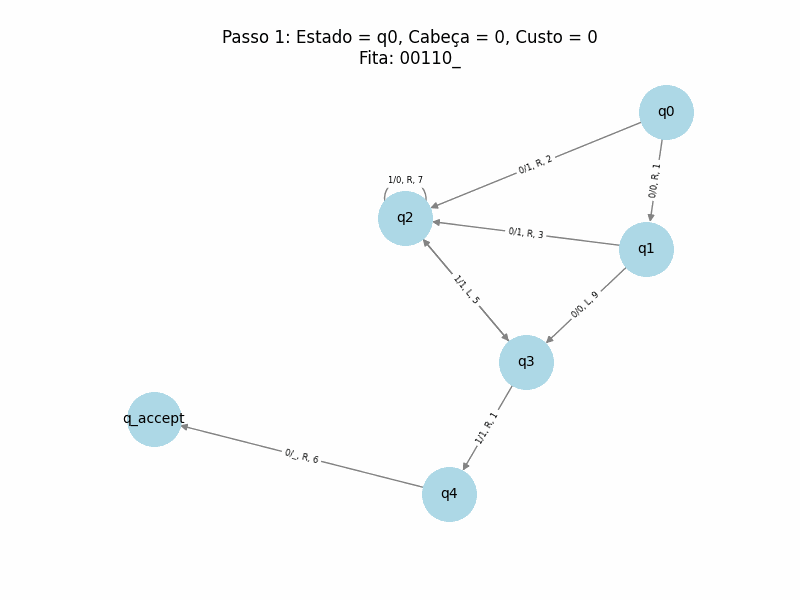 Passo 1: Estado = q0, Cabeça = 0, Custo = 0
Fita: 00110_
q0
0/1, R, 2
0/0, R, 1
1/0, R, 7
q2
0/1, R, 3
q1
1/1, L, 5
0/0, L, 9
q3
q_accept
1/1, R, 1
0/_, R, 6
q4